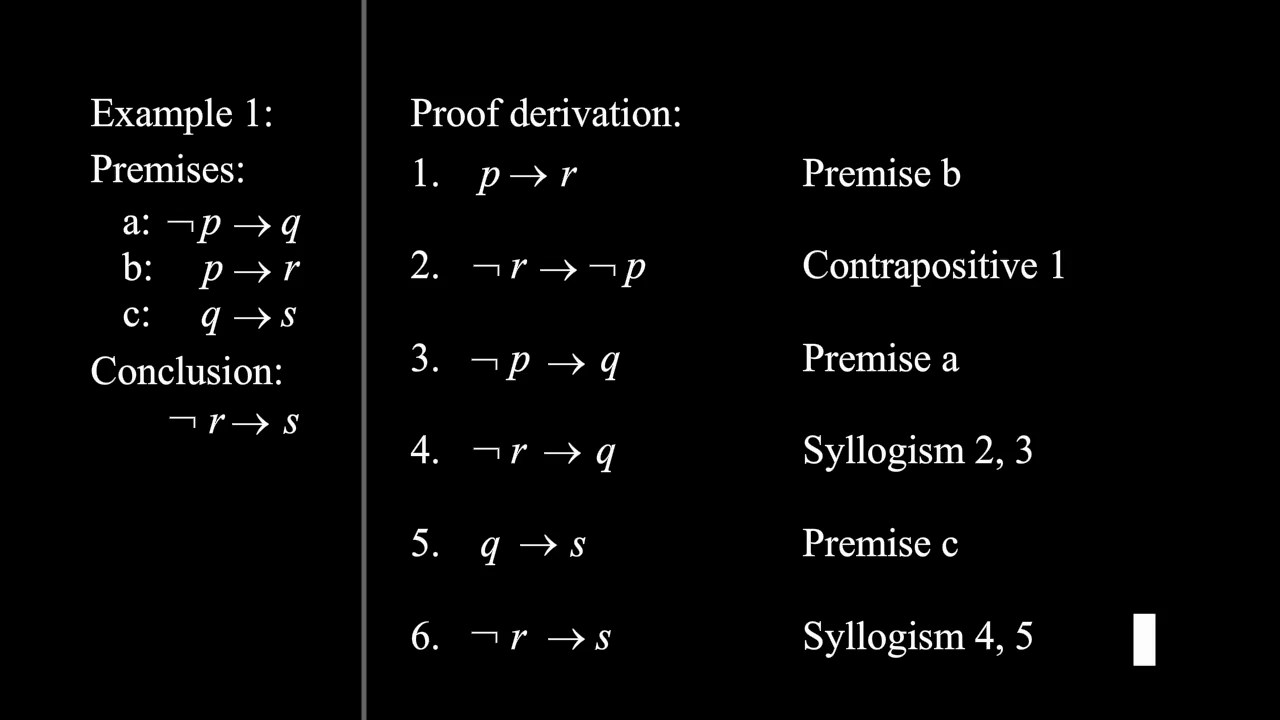 Example 1:
Premises:
a: ¬ p → q
b: p → r
c: q → s
Conclusion:
¬ r → s
Proof derivation:
1. p → r Premise b
2. ¬ r → ¬ p Contrapositive 1
3. ¬ p → q Premise a
4. ¬ r → q Syllogism 2, 3
5. q → s Premise c
6. ¬ r → s Syllogism 4, 5